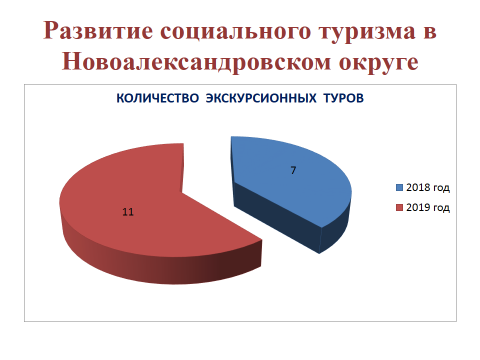 Развитие социального туризма в
Новоалександровском округе
КОЛИЧЕСТВО ЭКСКУРСИОННЫХ ТУРОВ
7
11
2018 год
2019 год